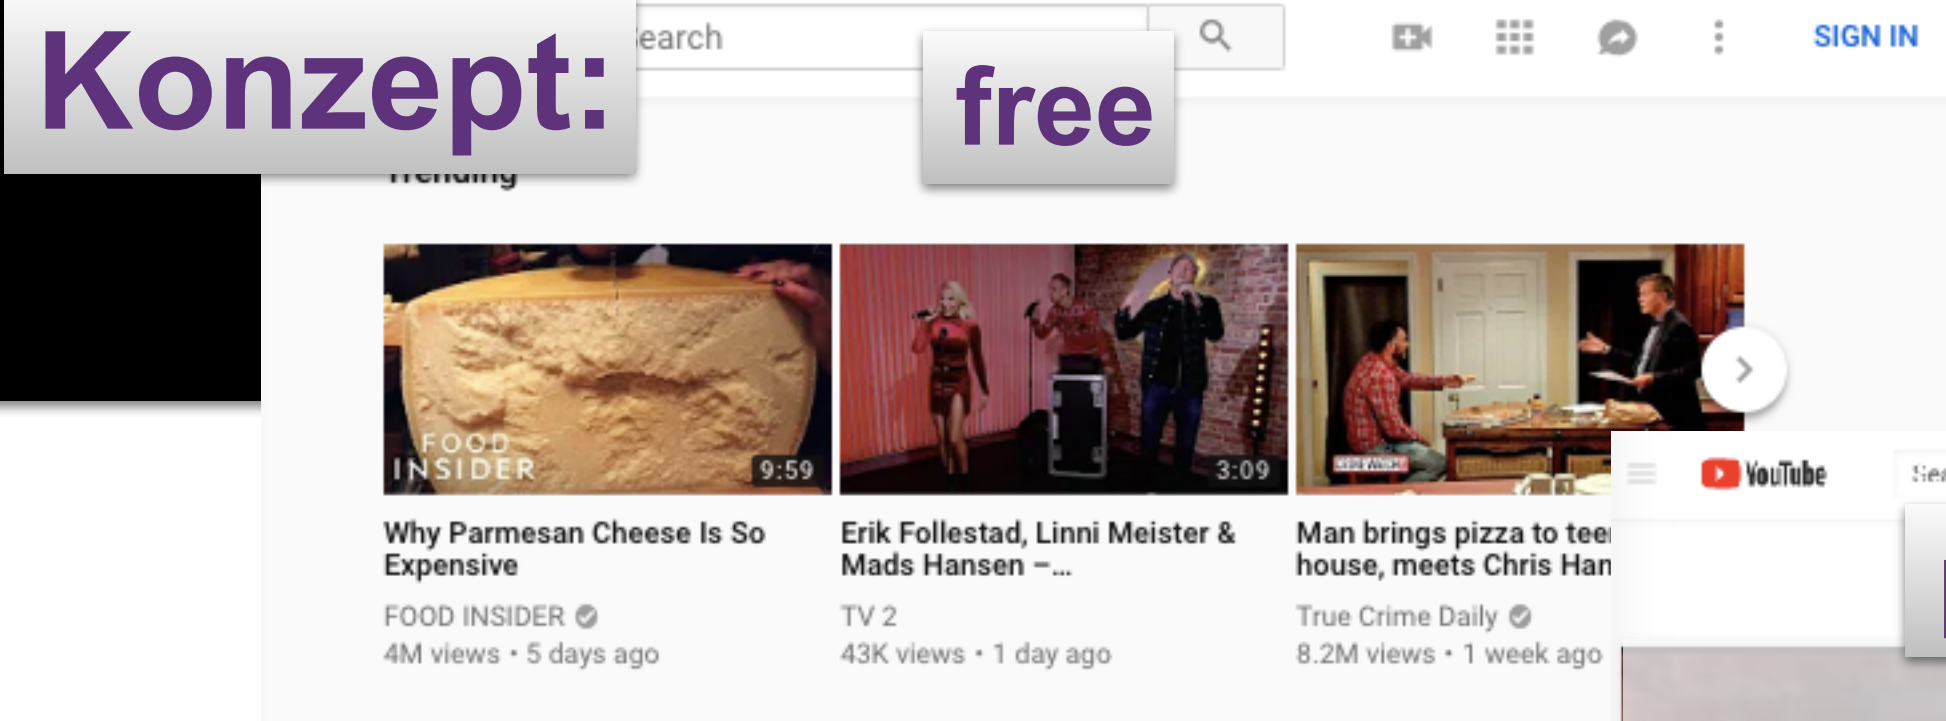 Konzept:
earch
free
SIGN IN
Trending
FOOD
INSIDER
9:59
3:09
YouTube
Why Parmesan Cheese Is So
Expensive
FOOD INSIDER
4M views • 5 days ago
Erik Follestad, Linni Meister &
Mads Hansen –...
TV 2
43K views • 1 day ago
Man brings pizza to tee
house, meets Chris Han
True Crime Daily
8.2M views • 1 week ago